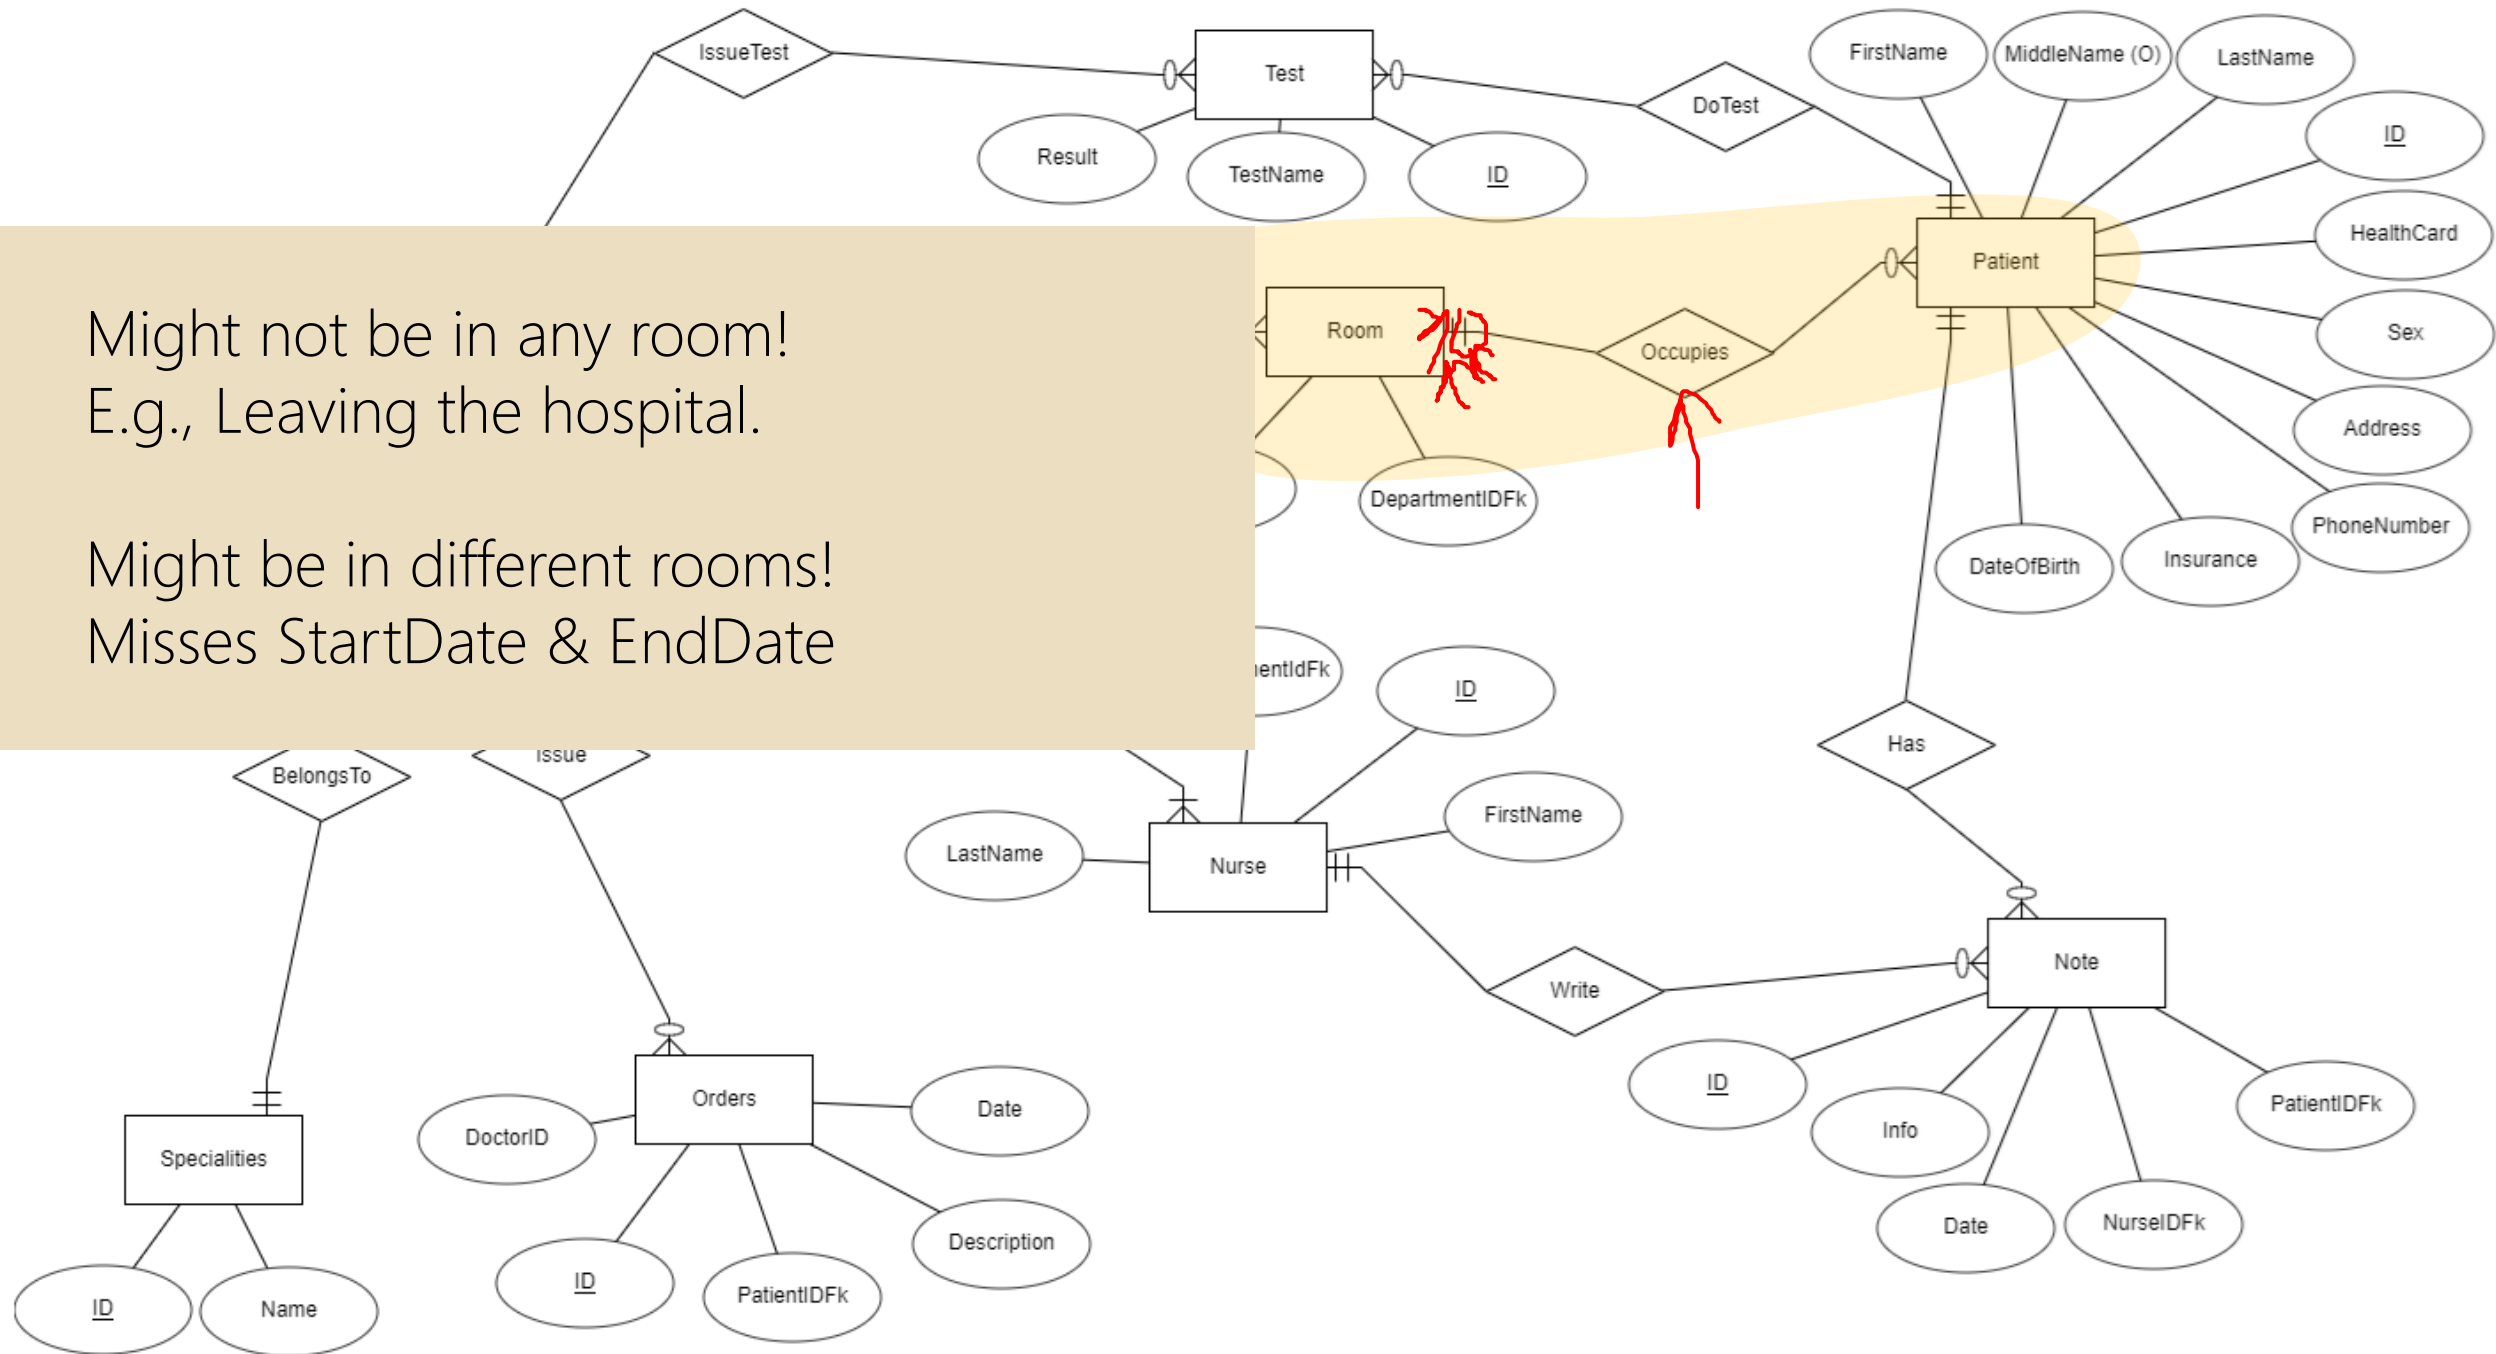 IssueTest
Test
FirstName
MiddleName (O)
LastName
DoTest
ID
Result
TestName
ID
HealthCard
Patient
Might not be in any room!
E.g., Leaving the hospital.
Might be in different rooms!
Misses StartDate & EndDate
Room
Occupies
Sex
Address
DepartmentIDFk
PhoneNumber
DateOfBirth
Insurance
ID
Has
BelongsTo
Issue
FirstName
LastName
Nurse
Note
Write
ID
Info
PatientIDFk
Date
NurseIDFk
Orders
Date
DoctorID
Specialities
Description
ID
PatientIDFk
ID
Name